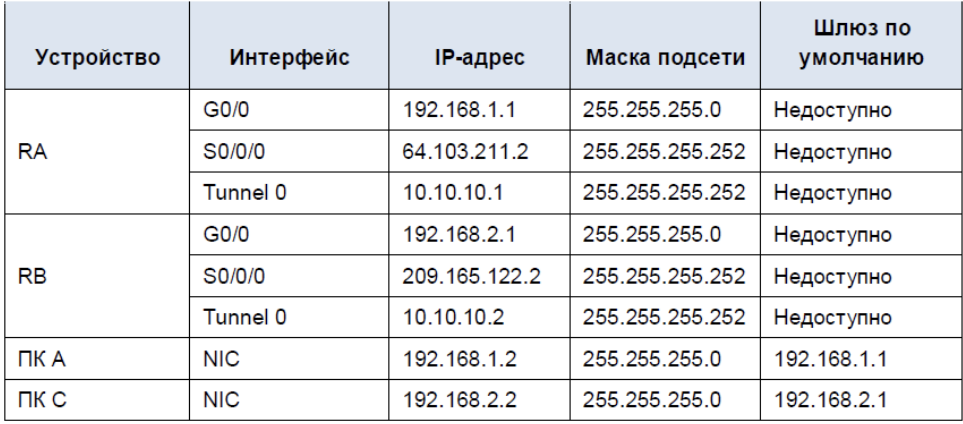 Устройство Интерфейс IP-адрес Маска подсети Шлюз по умолчанию
RA G0/0 192.168.1.1 255.255.255.0 Недоступно
S0/0/0 64.103.211.2 255.255.255.252 Недоступно
Tunnel 0 10.10.10.1 255.255.255.252 Недоступно
RB G0/0 192.168.2.1 255.255.255.0 Недоступно
S0/0/0 209.165.122.2 255.255.255.252 Недоступно
Tunnel 0 10.10.10.2 255.255.255.252 Недоступно
ПК A NIC 192.168.1.2 255.255.255.0 192.168.1.1
ПК C NIC 192.168.2.2 255.255.255.0 192.168.2.1